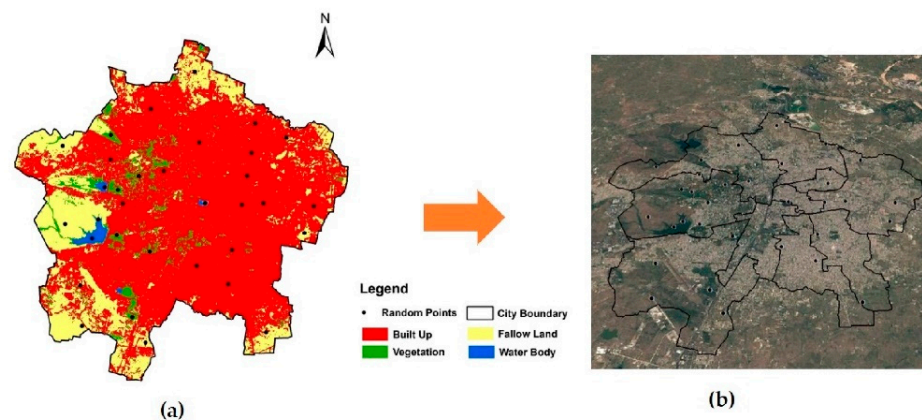 N
Legend
Random Points City Boundary
Built Up Fallow Land
Vegetation Water Body
(a)
(b)